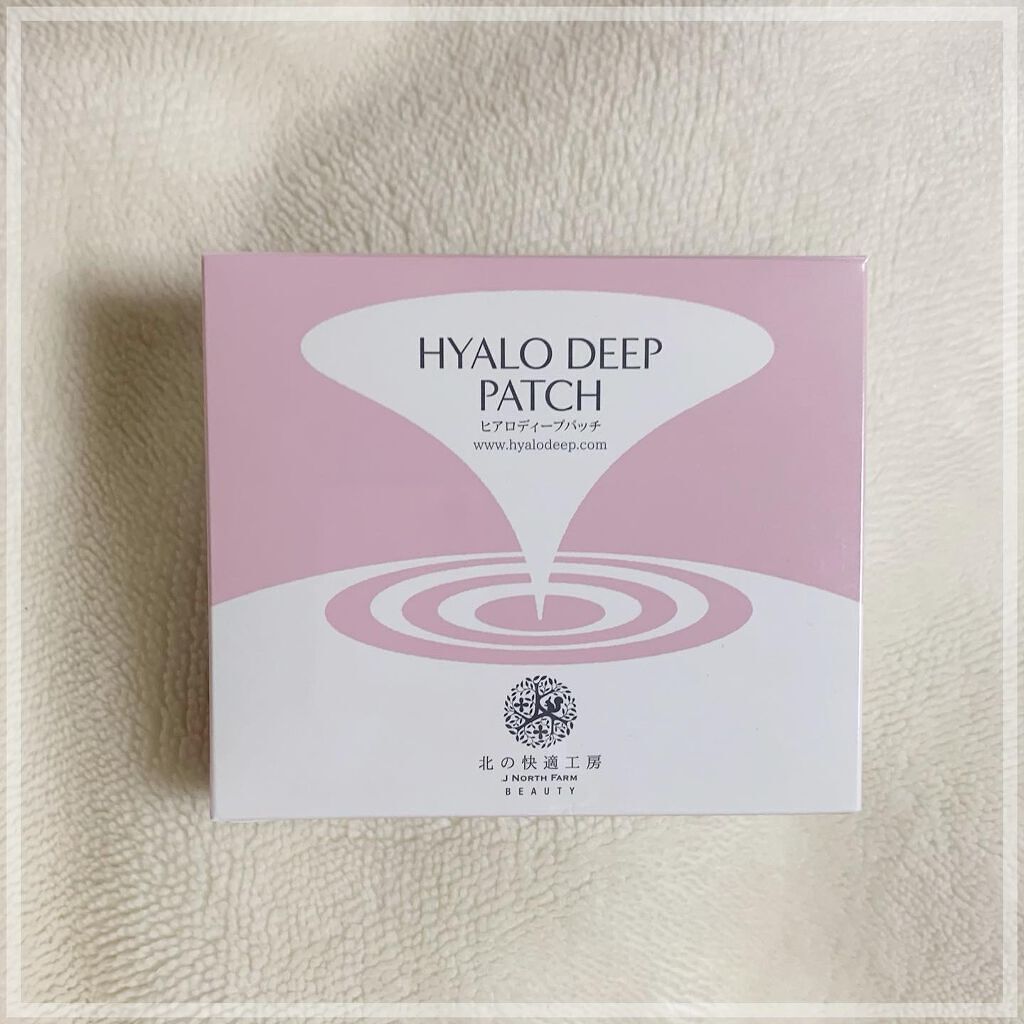 HYALO DEEP
PATCH
ヒアロディープパッチ
www.hyalodeep.com
北の快適工房
J NORTH FARM
BEAUTY